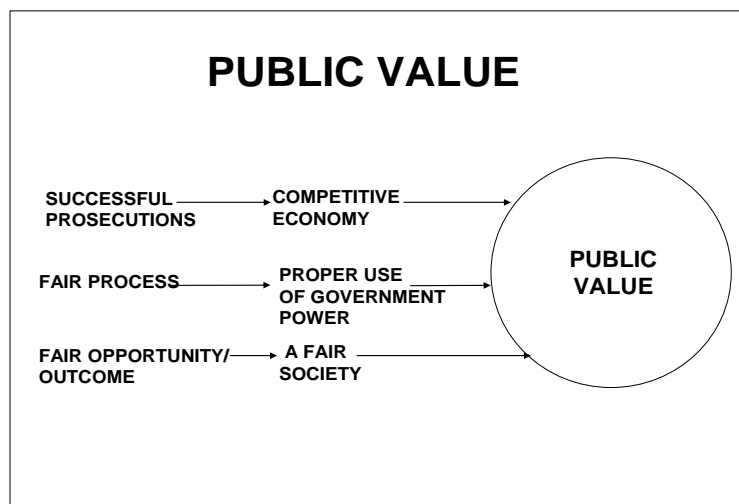 PUBLIC VALUE
SUCCESSFUL
PROSECUTIONS
COMPETITIVE
ECONOMY
FAIR PROCESS
PROPER USE
OF GOVERNMENT
POWER
FAIR OPPORTUNITY/
OUTCOME
A FAIR
SOCIETY
PUBLIC
VALUE